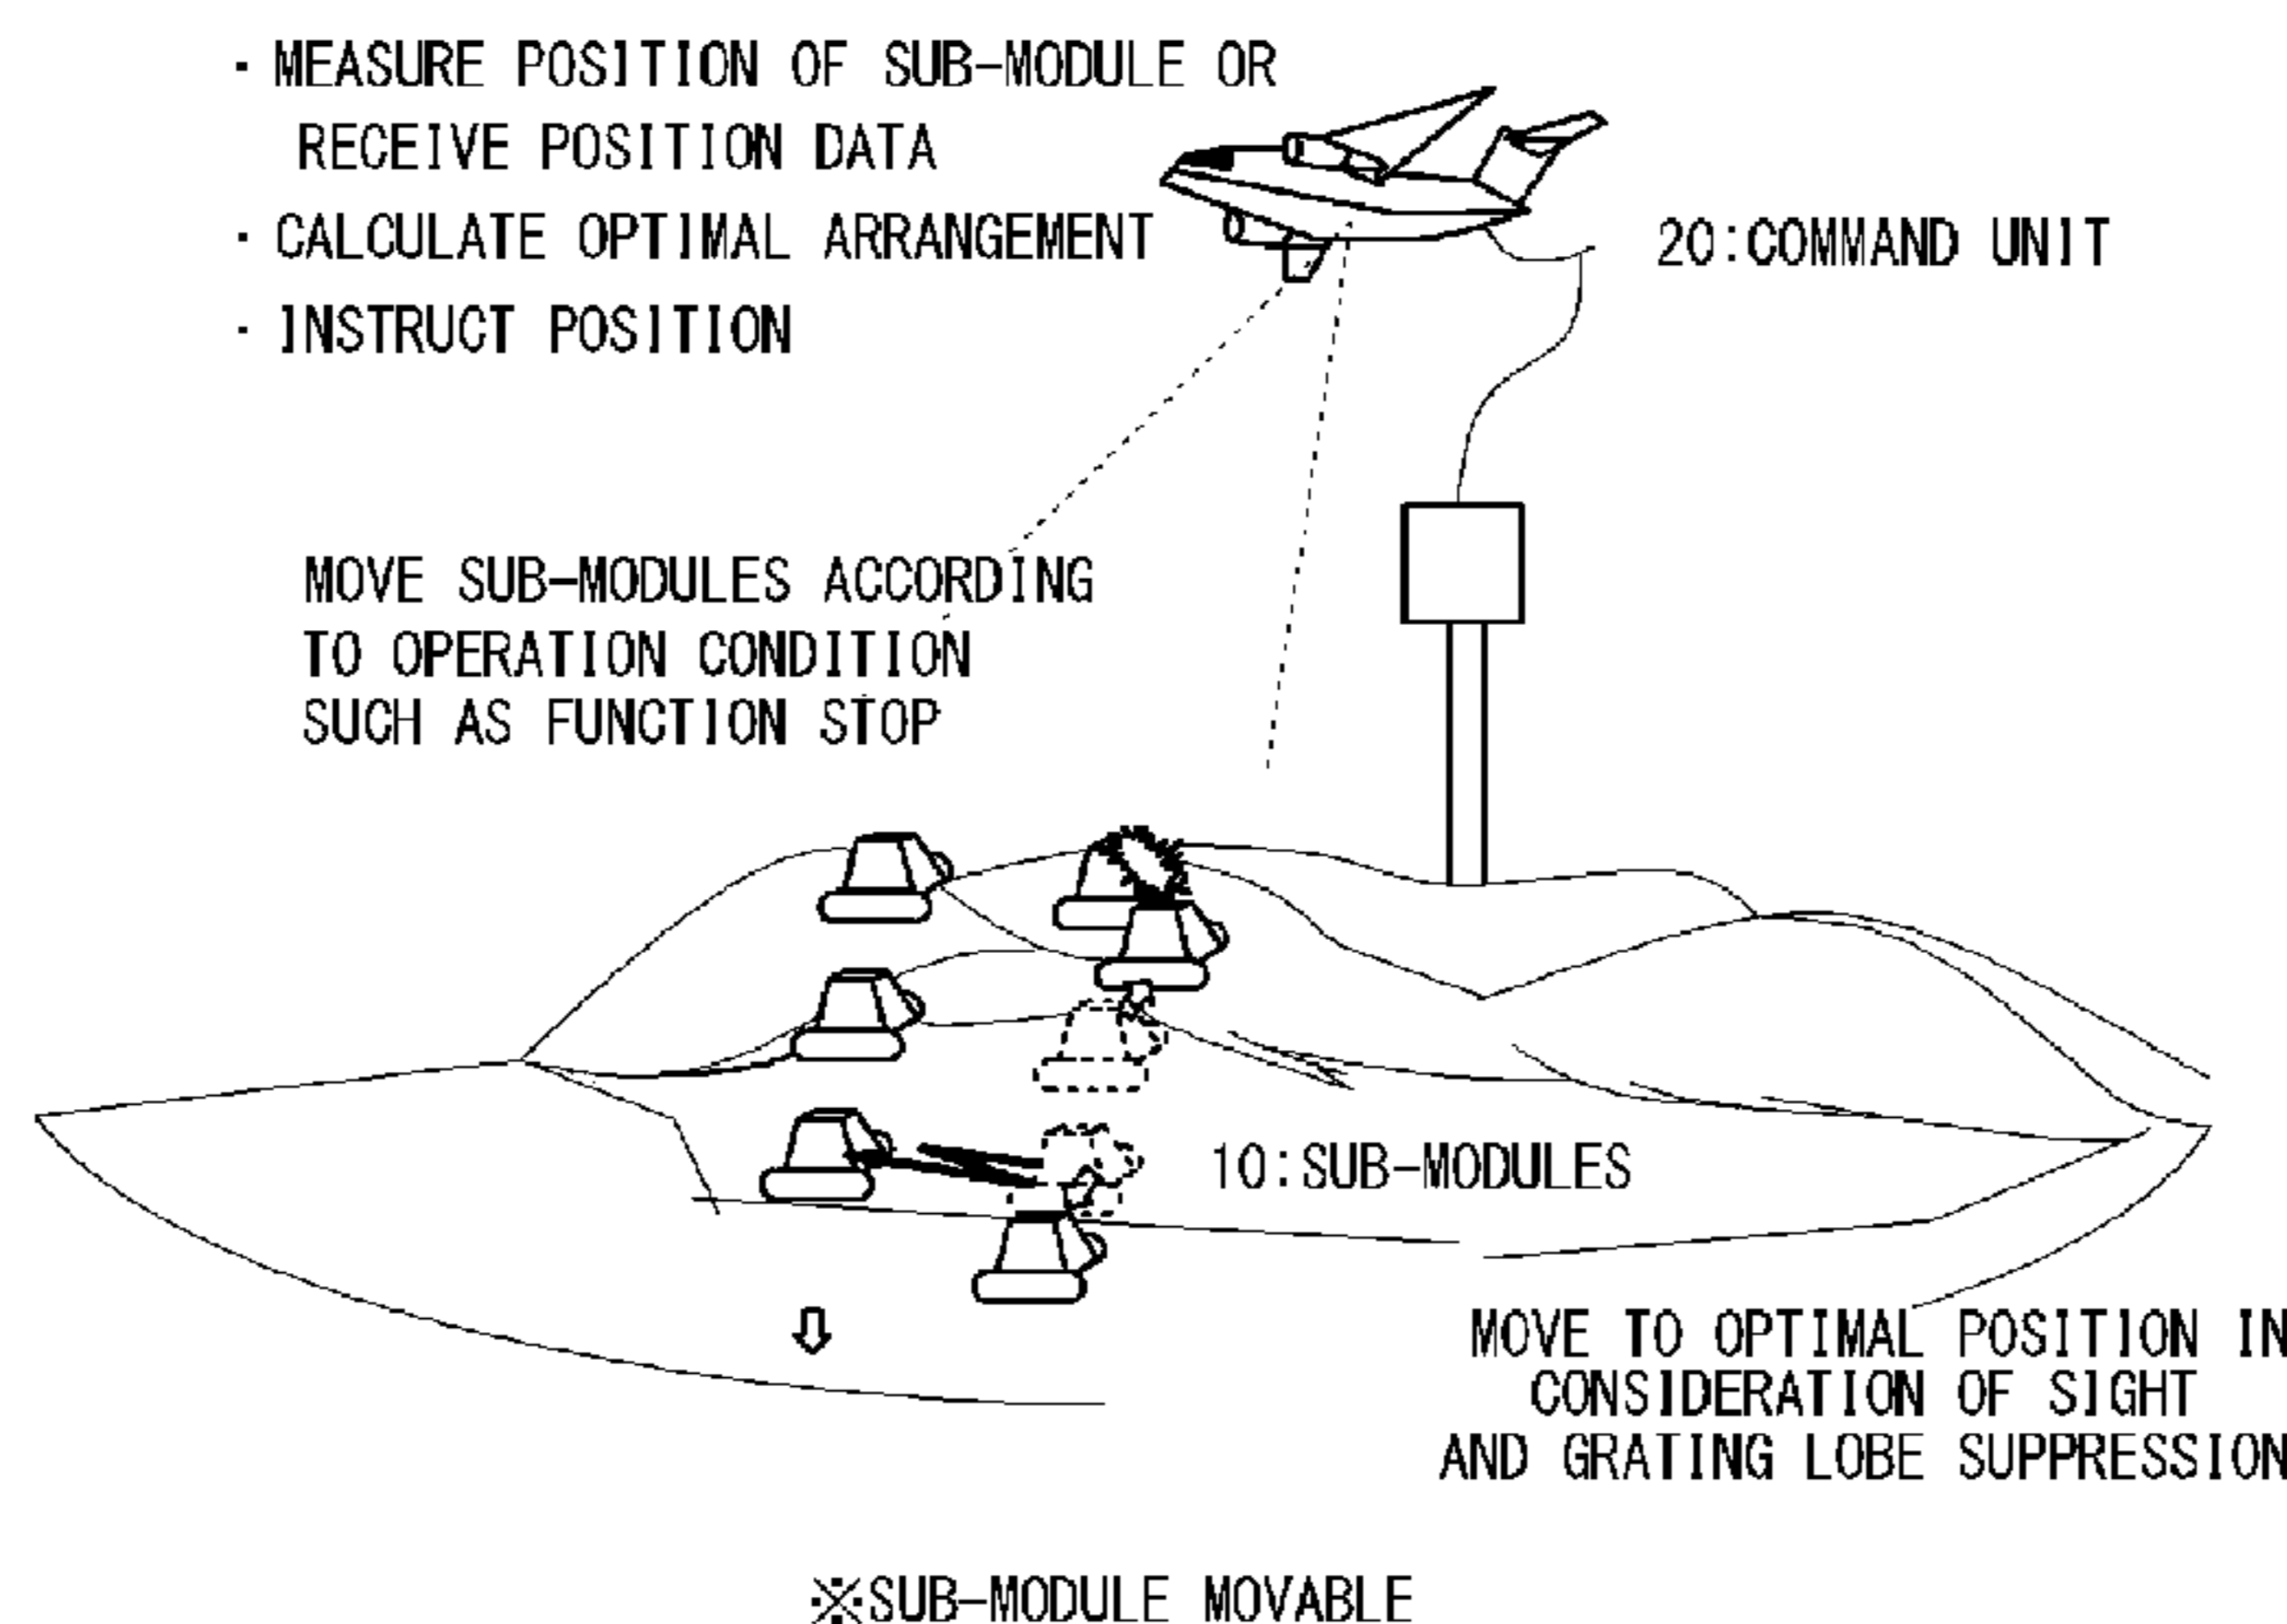 · MEASURE POSITION OF SUB-MODULE OR
RECEIVE POSITION DATA
· CALCULATE OPTIMAL ARRANGEMENT
· INSTRUCT POSITION
20:COMMAND UNIT
MOVE SUB-MODULES ACCORDING
TO OPERATION CONDITION
SUCH AS FUNCTION STOP
10:SUB-MODULES
MOVE TO OPTIMAL POSITION IN
CONSIDERATION OF SIGHT
AND GRATING LOBE SUPPRESSION
※SUB-MODULE MOVABLE